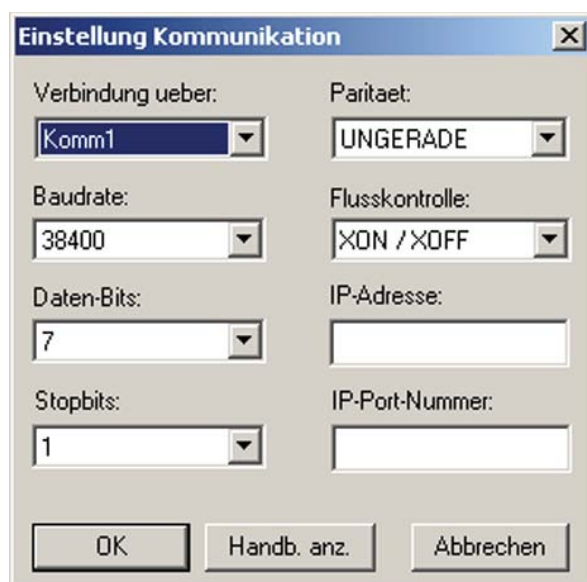 Einstellung Kommunikation
Verbindung ueber:
Komm1
Paritaet:
UNGERADE
Baudrate:
38400
Flusskontrolle:
XON / XOFF
Daten-Bits:
7
IP-Adresse:
Stopbits:
1
IP-Port-Nummer:
OK
Handb. anz.
Abbrechen